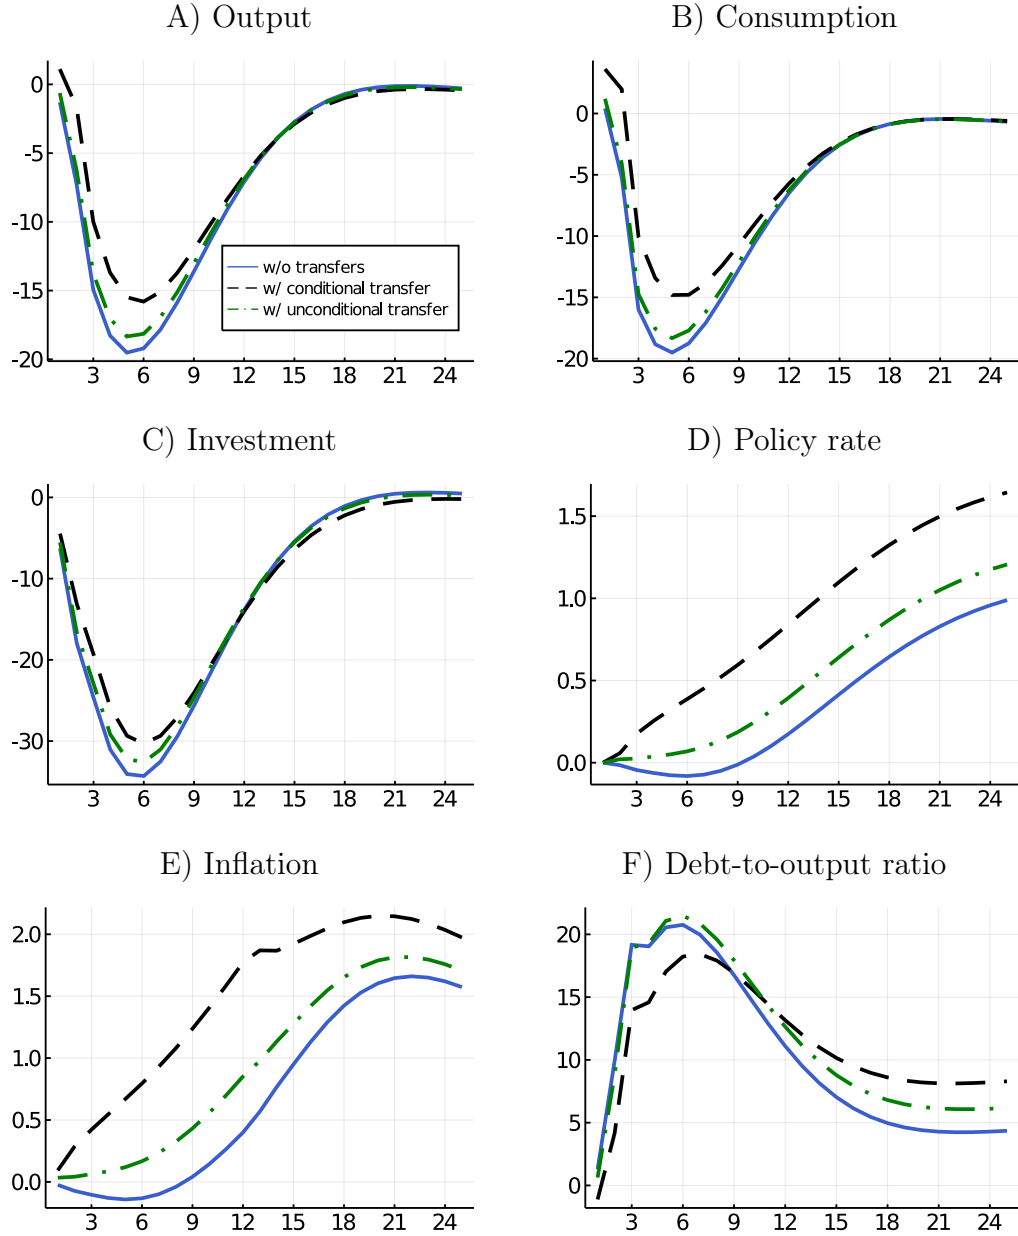 A) Output
0
-5
-10
-15
-20
3 6 9 12 15 18 21 24
w/o transfers
w/ conditional transfer
w/ unconditional transfer
B) Consumption
0
-5
-10
-15
-20
3 6 9 12 15 18 21 24
C) Investment
0
-10
-20
-30
3 6 9 12 15 18 21 24
D) Policy rate
1.5
1.0
0.5
0.0
3 6 9 12 15 18 21 24
E) Inflation
2.0
1.5
1.0
0.5
0.0
3 6 9 12 15 18 21 24
F) Debt-to-output ratio
20
15
10
5
0
3 6 9 12 15 18 21 24